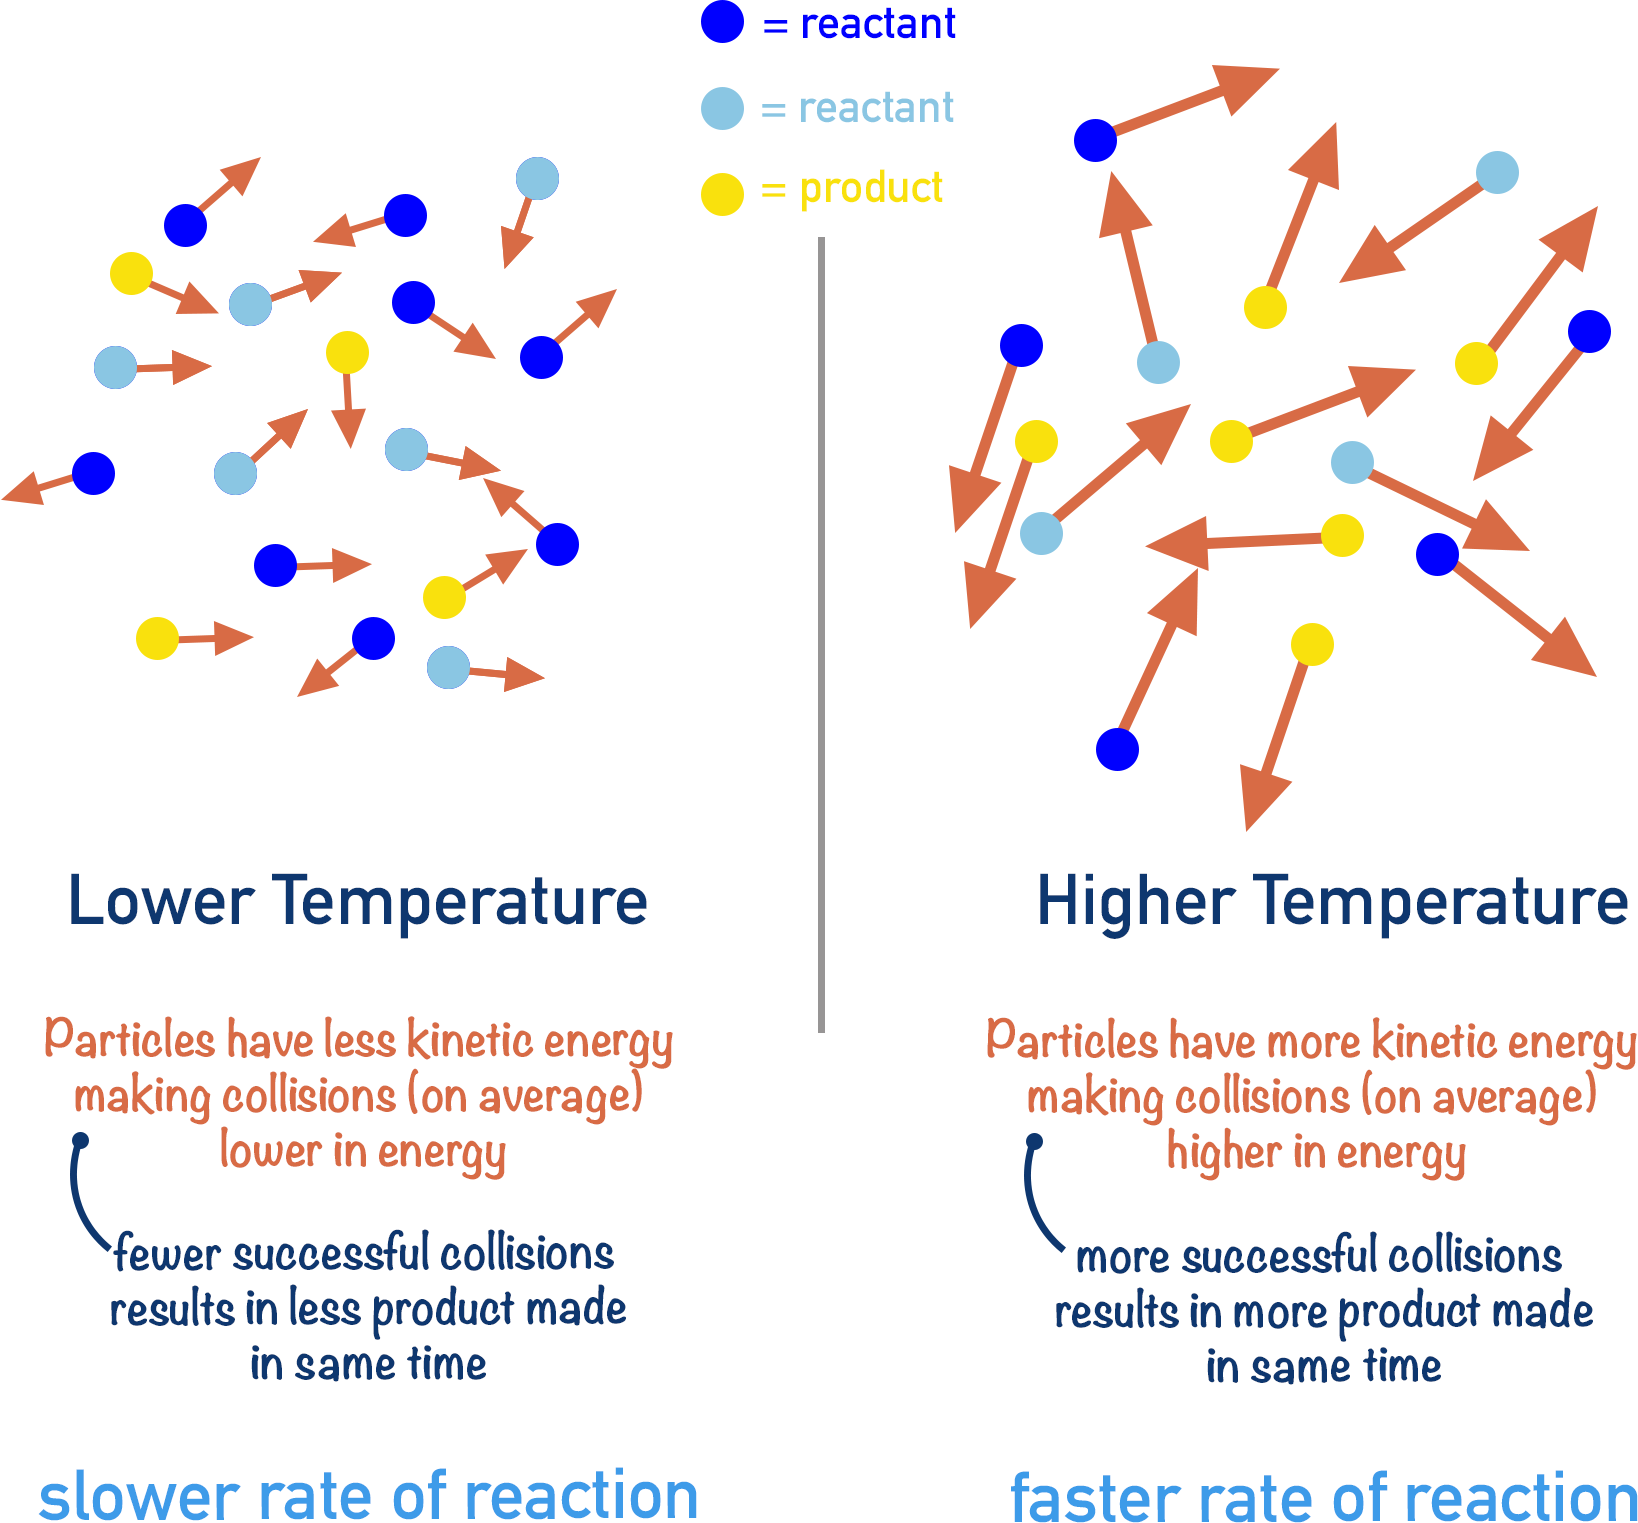 = reactant
= reactant
= product
Lower Temperature
Particles have less kinetic energy
making collisions (on average)
lower in energy
fewer successful collisions
results in less product made
in same time
slower rate of reaction
Higher Temperature
Particles have more kinetic energy
making collisions (on average)
higher in energy
more successful collisions
results in more product made
in same time
faster rate of reaction